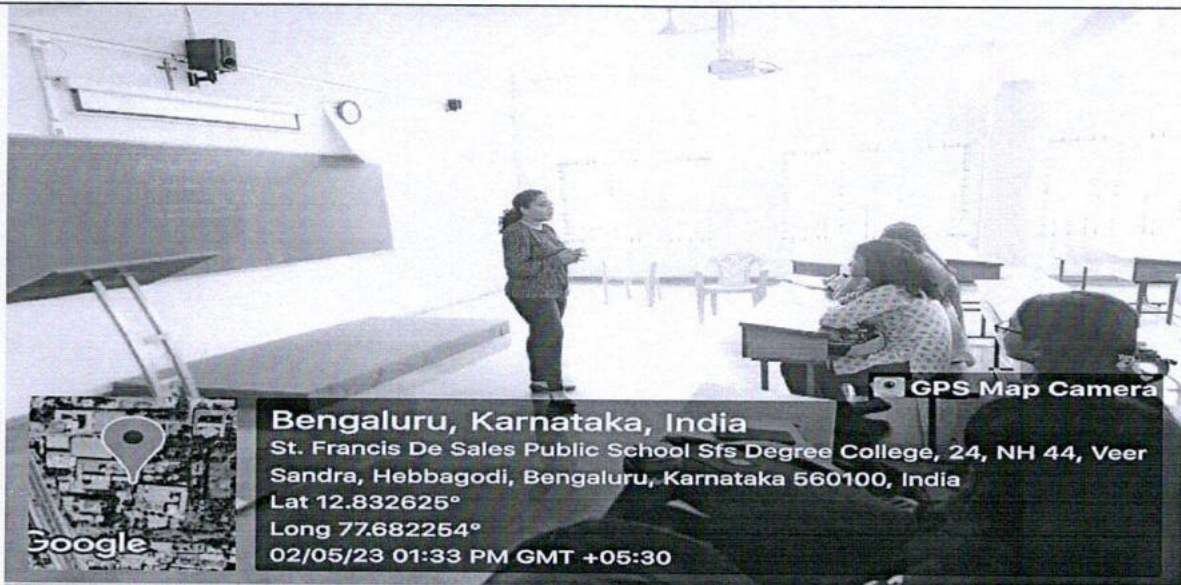 GPS Map Camera
Bengaluru, Karnataka, India
St. Francis De Sales Public School Sfs Degree College, 24, NH 44, Veer
Sandra, Hebbagodi, Bengaluru, Karnataka 560100, India
Lat 12.832625°
Long 77.682254°
02/05/23 01:33 PM GMT +05:30
Google